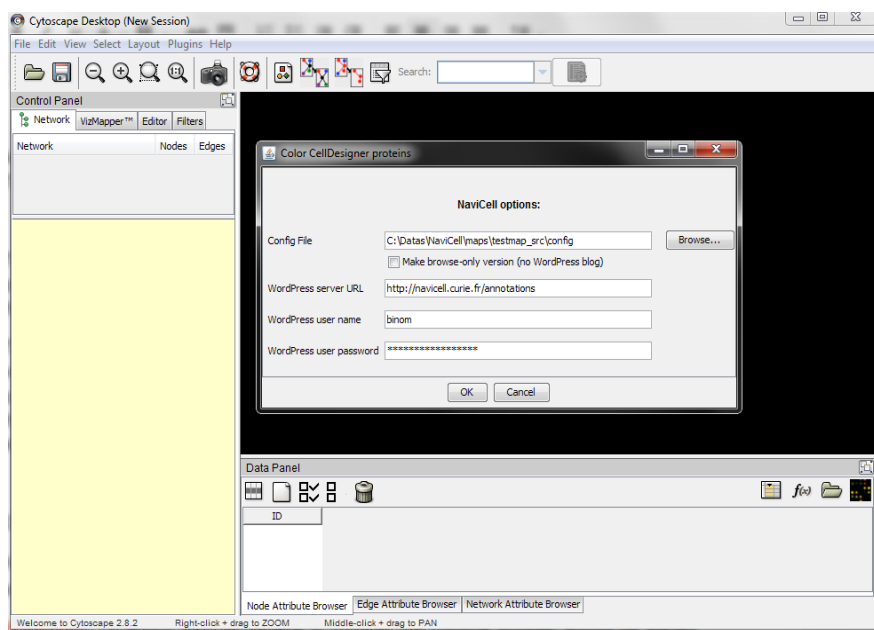 Cytoscape Desktop (New Session)
File Edit View Select Layout Plugins Help
Search:
Control Panel
Network VizMapper™ Editor Filters
Network Nodes Edges
Color CellDesigner proteins
NaviCell options:
Config File C:\Datas\NaviCell\maps\testmap_src\config Browse...
Make browse-only version (no WordPress blog)
WordPress server URL http://navicell.curie.fr/annotations
WordPress user name binom
WordPress user password *****************
OK Cancel
Data Panel
f(x)
ID
Node Attribute Browser Edge Attribute Browser Network Attribute Browser
Welcome to Cytoscape 2.8.2 Right-click + drag to ZOOM Middle-click + drag to PAN